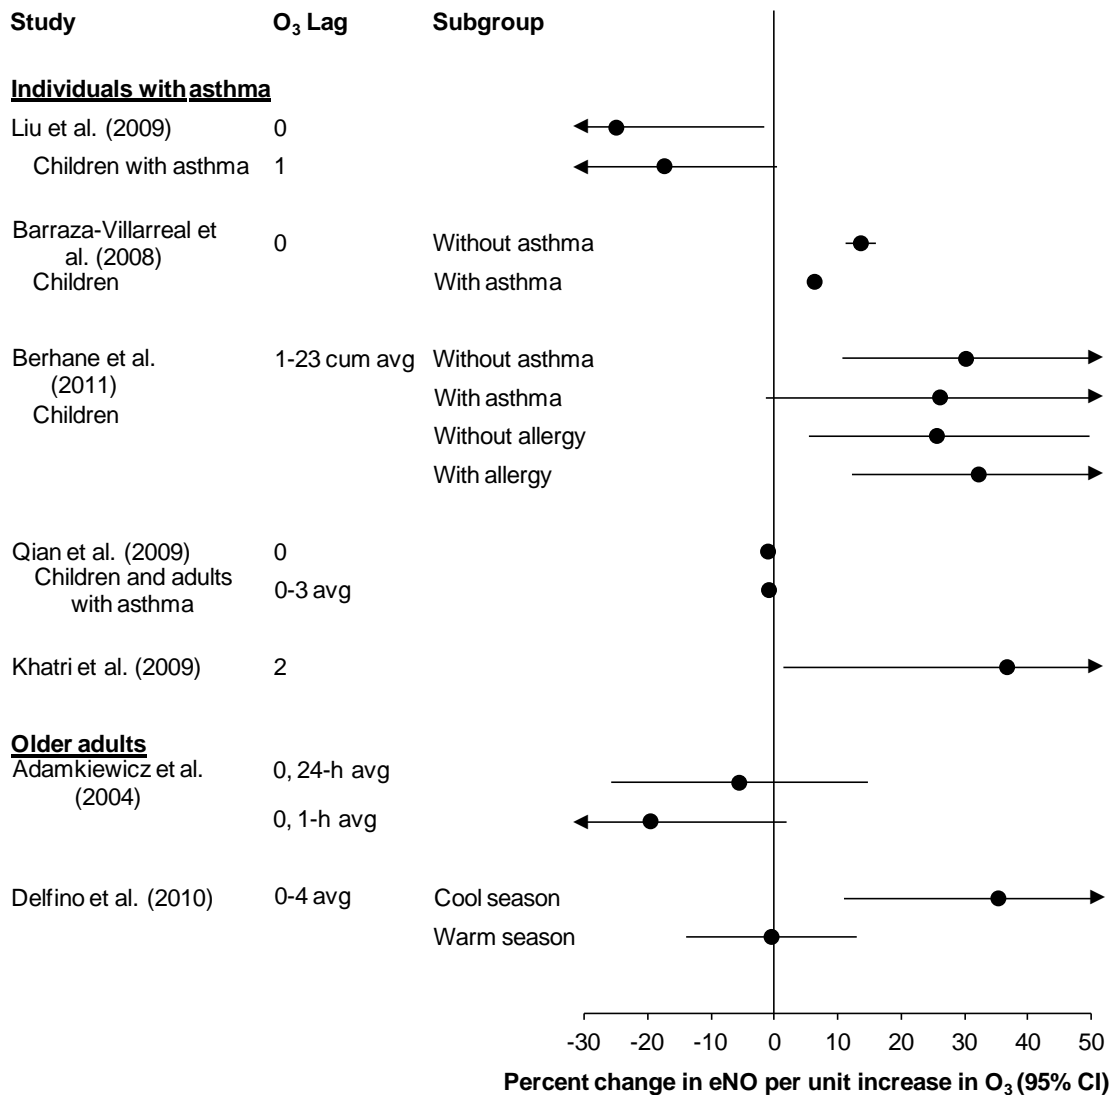 Study O3 Lag Subgroup
Individuals with asthma
Liu et al. (2009) 0
Children with asthma 1
Barraza-Villarreal et
al. (2008) 0 Without asthma
Children With asthma
Berhane et al. 1-23 cum avg Without asthma
(2011)
Children With asthma
Without allergy
With allergy
Qian et al. (2009) 0
Children and adults
with asthma 0-3 avg
Khatri et al. (2009) 2
Older adults
Adamkiewicz et al. 0, 24-h avg
(2004)
0, 1-h avg
Delfino et al. (2010) 0-4 avg Cool season
Warm season
-30 -20 -10 0 10 20 30 40 50
Percent change in eNO per unit increase in O3 (95% CI)